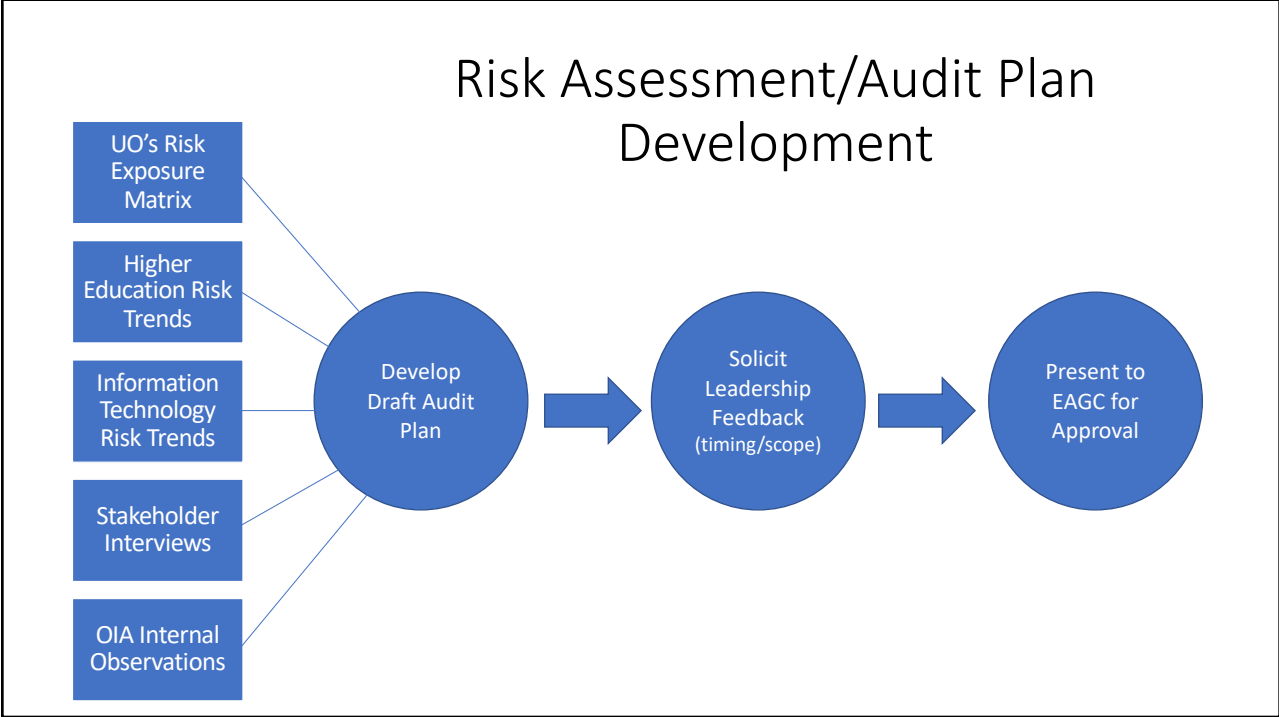 Risk Assessment/Audit Plan
Development
UO’s Risk
Exposure
Matrix
Higher
Education Risk
Trends
Information
Technology
Risk Trends
Stakeholder
Interviews
OIA Internal
Observations
Develop
Draft Audit
Plan
Solicit
Leadership
Feedback
(timing/scope)
Present to
EAGC for
Approval